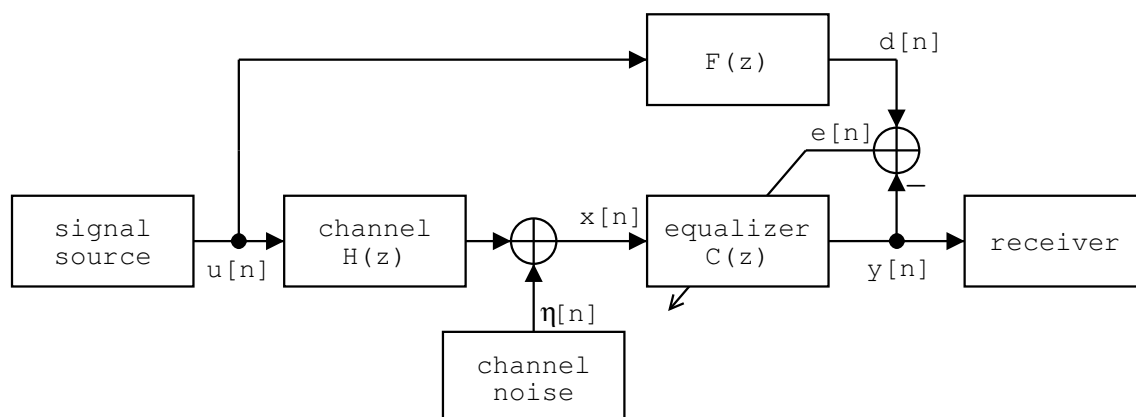 d[n]
F(z)
e[n]
signal
source
u[n]
channel
H(z)
x[n]
equalizer
C(z)
–
y[n]
receiver
η[n]
channel
noise